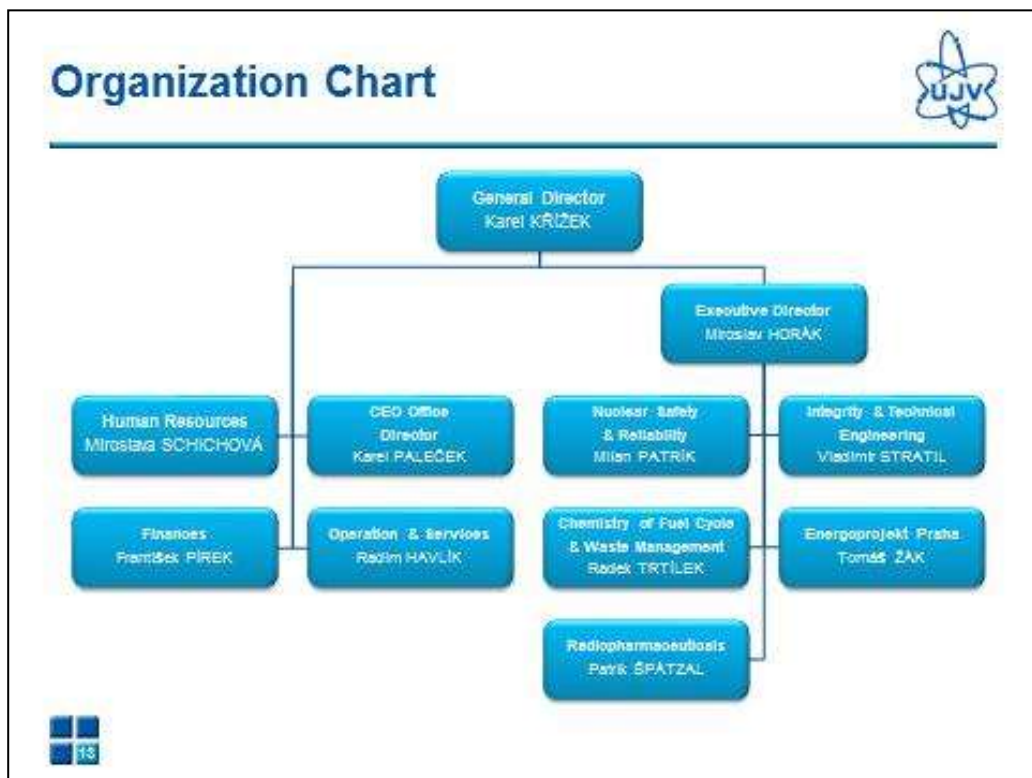 Organization Chart
ÚJV
General Director
Karel KŘÍŽEK
Executive Director
Miroslav HORÁK
Human Resources
Miroslava SCHICHOVÁ
CEO Office
Director
Karel PALEČEK
Nuclear Safety
& Reliability
Milan PATRÍK
Integrity & Technical
Engineering
Vladimír STRATIL
Finances
František PÍREK
Operation & Services
Radim HAVLÍK
Chemistry of Fuel Cycle
& Waste Management
Radek TRTÍLEK
Energoprojekt Praha
Tomáš ŽÁK
Radiopharmaceuticals
Patrik ŠPÁTZAL
13